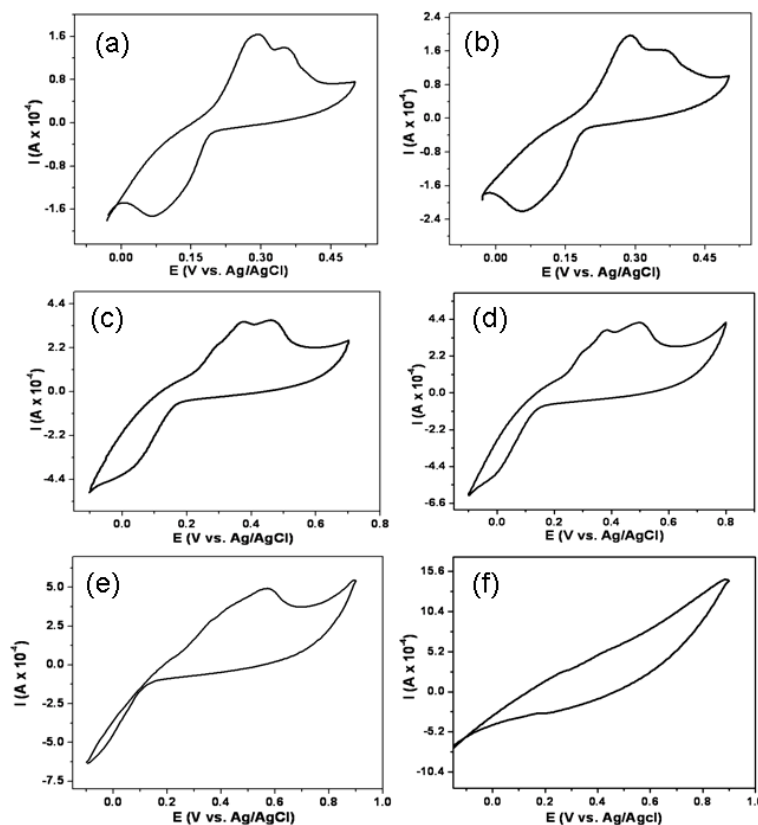 (a)
1.6
0.8
0.0
-0.8
-1.6
I (A x 10⁻⁴)
0.00 0.15 0.30 0.45
E (V vs. Ag/AgCl)
(b)
2.4
1.6
0.8
0.0
-0.8
-1.6
-2.4
I (A x 10⁻⁴)
0.00 0.15 0.30 0.45
E (V vs. Ag/AgCl)
(c)
4.4
2.2
0.0
-2.2
-4.4
I (A x 10⁻⁴)
0.0 0.2 0.4 0.6 0.8
E (V vs. Ag/AgCl)
(d)
4.4
2.2
0.0
-2.2
-4.4
-6.6
I (A x 10⁻⁴)
0.0 0.2 0.4 0.6 0.8
E (V vs. Ag/AgCl)
(e)
5.0
2.5
0.0
-2.5
-5.0
-7.5
I (A x 10⁻⁴)
0.0 0.2 0.4 0.6 0.8 1.0
E (V vs. Ag/AgCl)
(f)
15.6
10.4
5.2
0.0
-5.2
-10.4
I (A x 10⁻⁴)
0.0 0.2 0.4 0.6 0.8 1.0
E (V vs. Ag/Agcl)